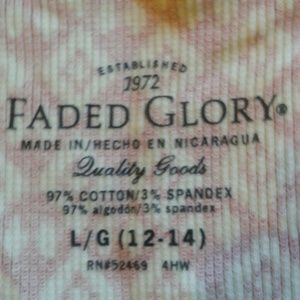 ESTABLISHED
1972
FADED GLORY®
MADE IN/HECHO EN NICARAGUA
Quality Goods
97% COTTON/3% SPANDEX
97% algodón/3% spandex
L/G (12-14)
RN#52469 4HW